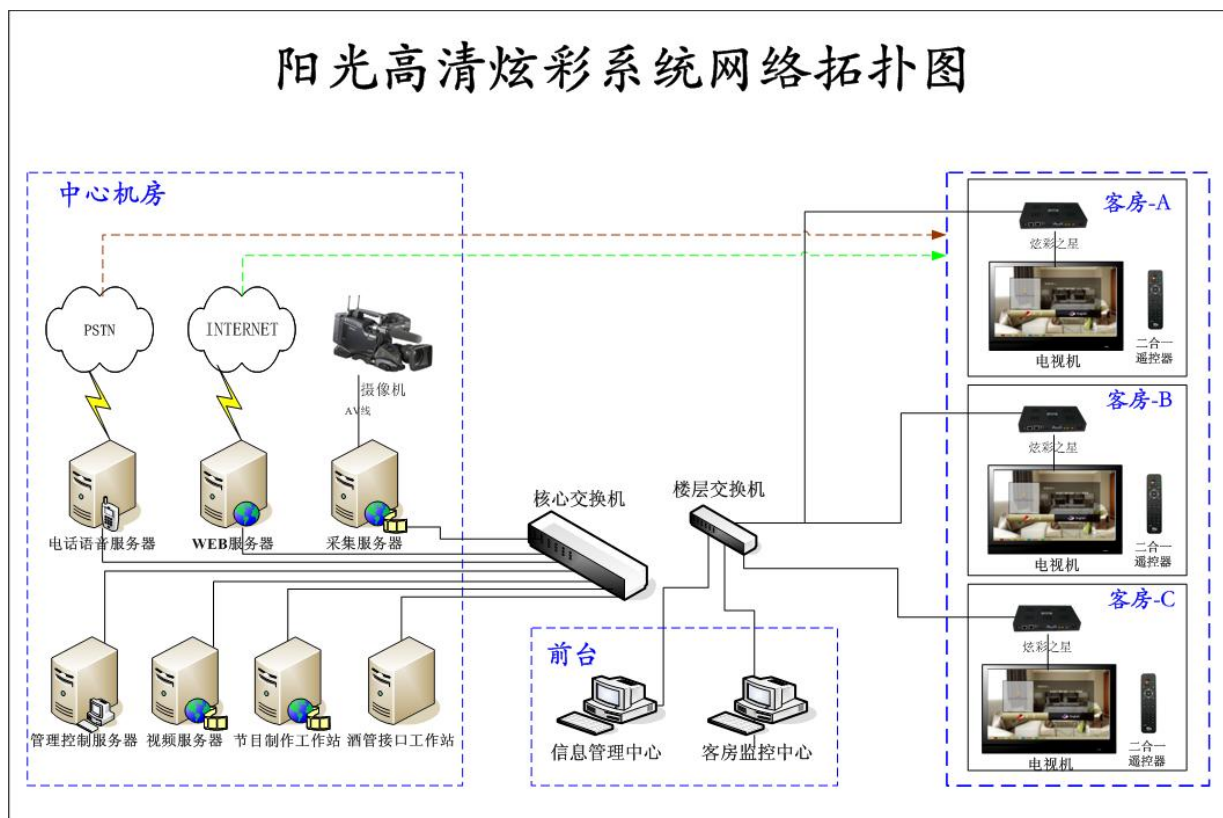 阳光高清炫彩系统网络拓扑图
中心机房
PSTN
INTERNET
摄像机
AV线
电话语音服务器
WEB服务器
采集服务器
管理控制服务器
视频服务器
节目制作工作站
酒管接口工作站
核心交换机
楼层交换机
前台
信息管理中心
客房监控中心
客房-A
炫彩之星
电视机
二合一
遥控器
客房-B
炫彩之星
电视机
二合一
遥控器
客房-C
炫彩之星
电视机
二合一
遥控器